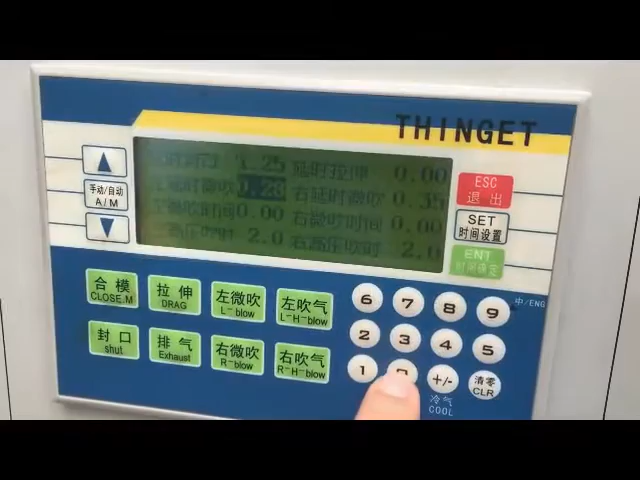 THINGET
1.25 延时拉伸 0.00
0.28 右延时微吹 0.35
时间 0.00 右微吹时间 0.00
高压吹时 2.0 右高压吹时 2.0
手动/自动
A/M
ESC
退出
SET
时间设置
ENT
合模
CLOSE.M
拉伸
DRAG
左微吹
L-blow
左吹气
L-H-blow
封口
shut
排气
Exhaust
右微吹
R-blow
右吹气
R-H-blow
6 7 8 9
中/ENG
2 3 4 5
1 +/- 清零
CLR
冷气
COOL